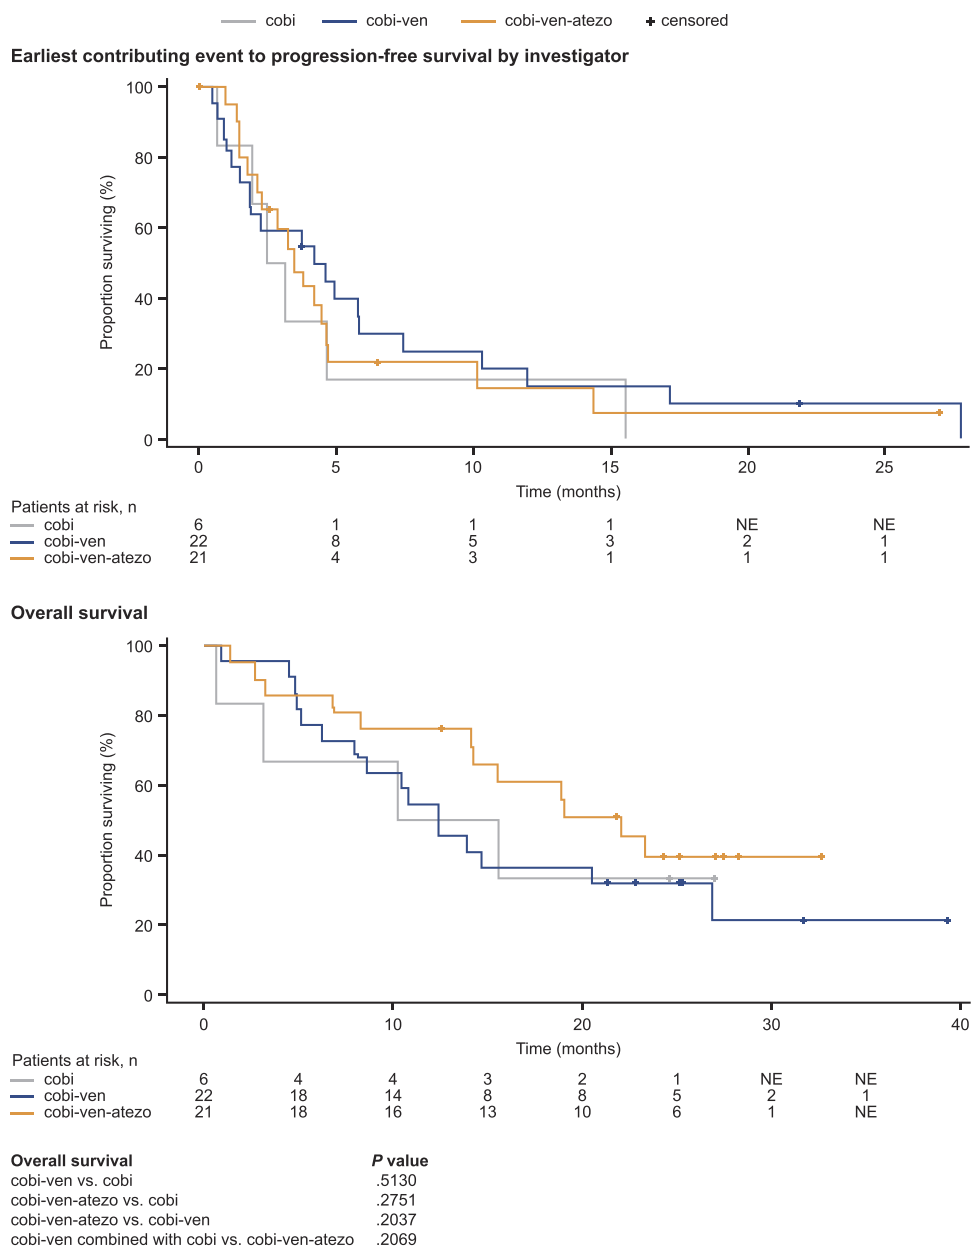 cobi cobi-ven cobi-ven-atezo censored
Earliest contributing event to progression-free survival by investigator
Proportion surviving (%)
100
80
60
40
20
0
0 5 10 15 20 25
Time (months)
Patients at risk, n
cobi 6 1 1 1 NE NE
cobi-ven 22 8 5 3 2 1
cobi-ven-atezo 21 4 3 1 1 1
Overall survival
Proportion surviving (%)
100
80
60
40
20
0
0 10 20 30 40
Time (months)
Patients at risk, n
cobi 6 4 4 3 2 1 NE NE
cobi-ven 22 18 14 8 8 5 2 1
cobi-ven-atezo 21 18 16 13 10 6 1 NE
Overall survival P value
cobi-ven vs. cobi .5130
cobi-ven-atezo vs. cobi .2751
cobi-ven-atezo vs. cobi-ven .2037
cobi-ven combined with cobi vs. cobi-ven-atezo .2069